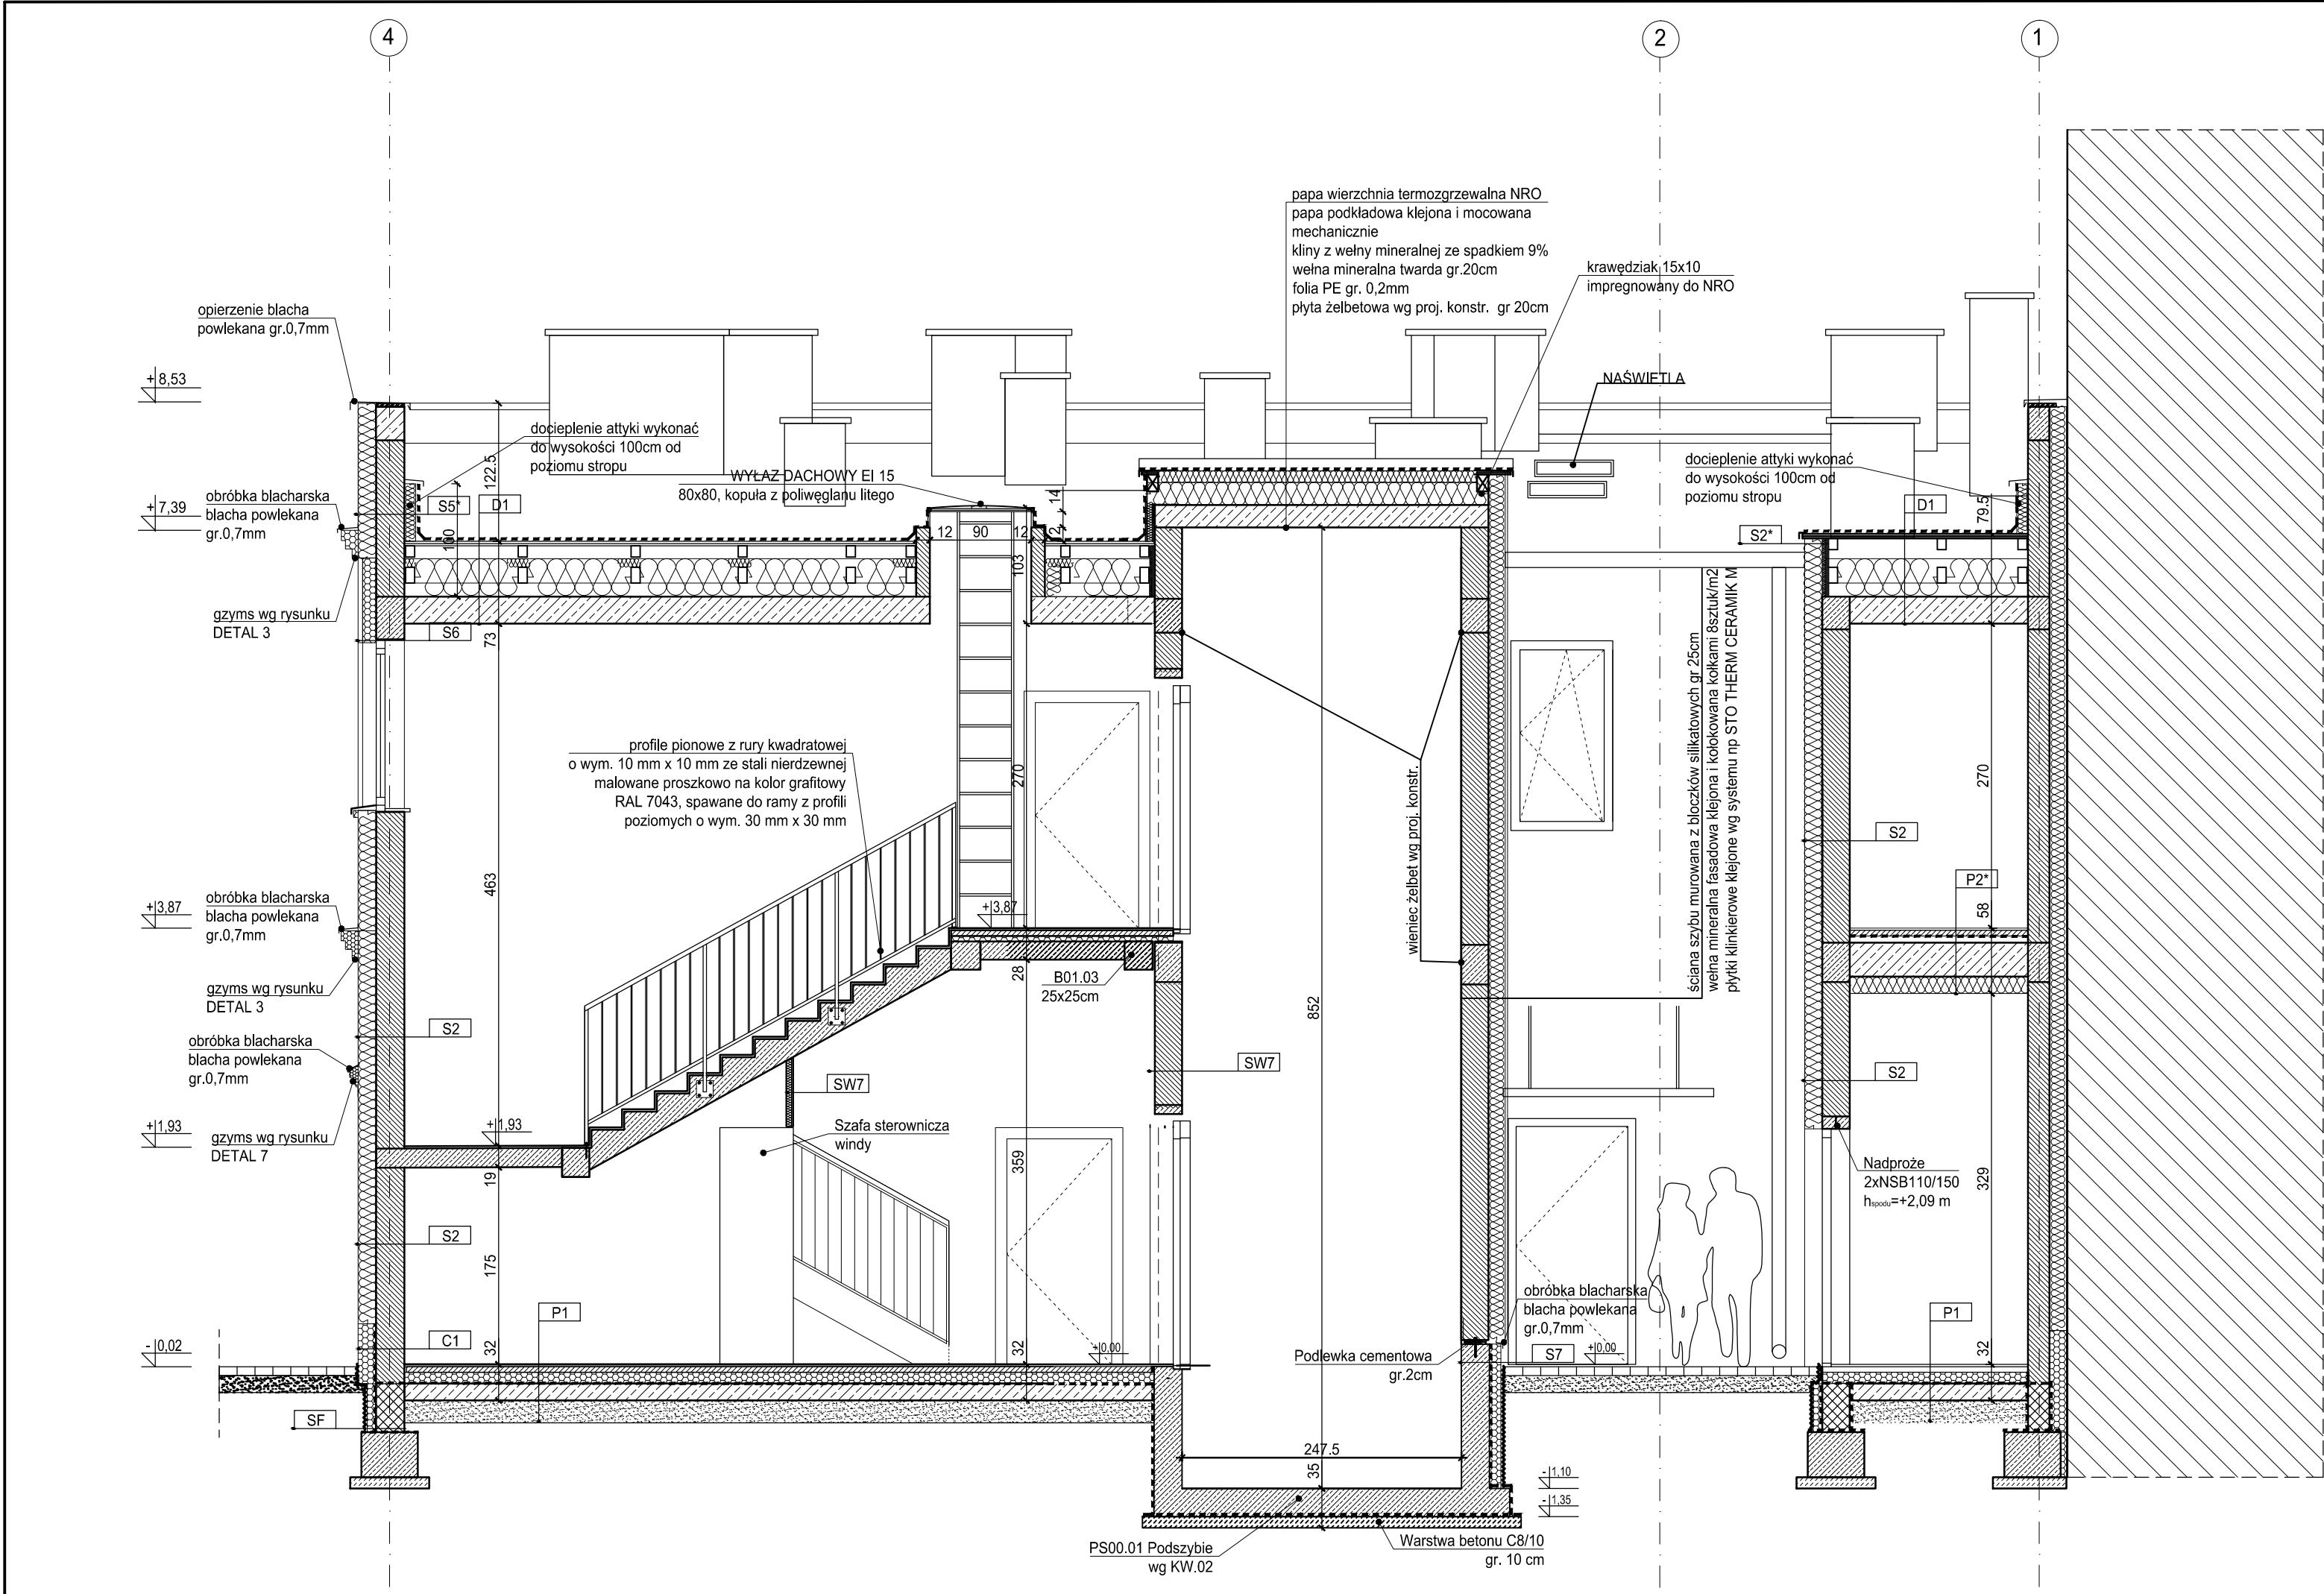 4
2
1
papa wierzchnia termozgrzewalna NRO
papa podkładowa klejona i mocowana
mechanicznie
kliny z wełny mineralnej ze spadkiem 9%
wełna mineralna twarda gr.20cm
folia PE gr. 0,2mm
płyta żelbetowa wg proj. konstr. gr 20cm
krawędziak 15x10
impregnowany do NRO
opierzenie blacha
powlekana gr.0,7mm
+8,53
NAŚWIETLA
docieplenie attyki wykonać
do wysokości 100cm od
poziomu stropu
122.5
WYŁAZ DACHOWY EI 15
80x80, kopuła z poliwęglanu litego
docieplenie attyki wykonać
do wysokości 100cm od
poziomu stropu
obróbka blacharska
blacha powlekana
gr.0,7mm
+7,39
S5*
D1
100
14
2
12
90
12
103
D1
79.5
S2*
gzyms wg rysunku
DETAL 3
S6
73
ściana szybu murowana z bloczków silikatowych gr 25cm
wełna mineralna fasadowa klejona i kołokowana kołkami 8sztuk/m2
płytki klinkierowe klejone wg systemu np STO THERM CERAMIK M
profile pionowe z rury kwadratowej
o wym. 10 mm x 10 mm ze stali nierdzewnej
malowane proszkowo na kolor grafitowy
RAL 7043, spawane do ramy z profili
poziomych o wym. 30 mm x 30 mm
270
270
wieniec żelbet wg proj. konstr.
S2
463
obróbka blacharska
blacha powlekana
gr.0,7mm
+3,87
+3,87
P2*
58
gzyms wg rysunku
DETAL 3
28
B01.03
25x25cm
852
S2
obróbka blacharska
blacha powlekana
gr.0,7mm
SW7
SW7
S2
+1,93
+1,93
gzyms wg rysunku
DETAL 7
Szafa sterownicza
windy
19
359
Nadproże
2xNSB110/150
hspodu=+2,09 m
329
S2
175
P1
obróbka blacharska
blacha powlekana
gr.0,7mm
P1
-0,02
C1
32
32
+0,00
Podlewka cementowa
gr.2cm
S7
+0,00
32
SF
247.5
35
-1,10
-1,35
PS00.01 Podszybie
wg KW.02
Warstwa betonu C8/10
gr. 10 cm